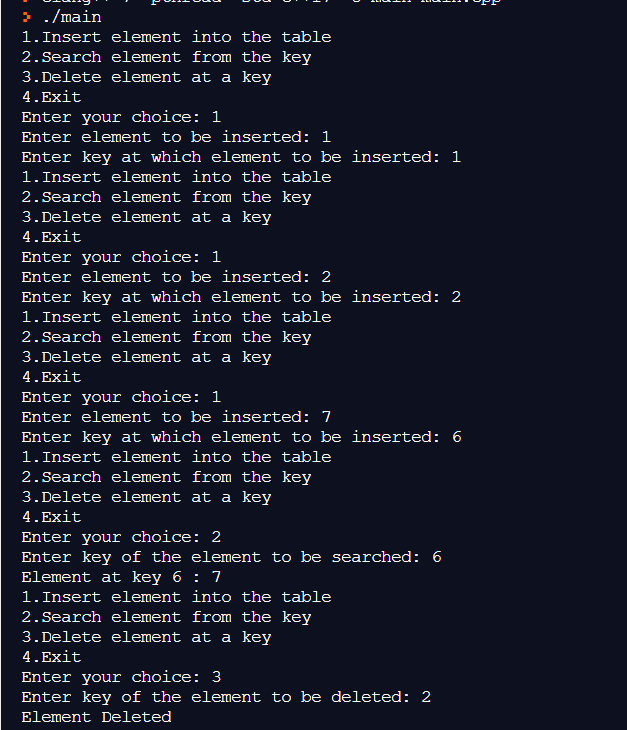 > ./main
1.Insert element into the table
2.Search element from the key
3.Delete element at a key
4.Exit
Enter your choice: 1
Enter element to be inserted: 1
Enter key at which element to be inserted: 1
1.Insert element into the table
2.Search element from the key
3.Delete element at a key
4.Exit
Enter your choice: 1
Enter element to be inserted: 2
Enter key at which element to be inserted: 2
1.Insert element into the table
2.Search element from the key
3.Delete element at a key
4.Exit
Enter your choice: 1
Enter element to be inserted: 7
Enter key at which element to be inserted: 6
1.Insert element into the table
2.Search element from the key
3.Delete element at a key
4.Exit
Enter your choice: 2
Enter key of the element to be searched: 6
Element at key 6 : 7
1.Insert element into the table
2.Search element from the key
3.Delete element at a key
4.Exit
Enter your choice: 3
Enter key of the element to be deleted: 2
Element Deleted